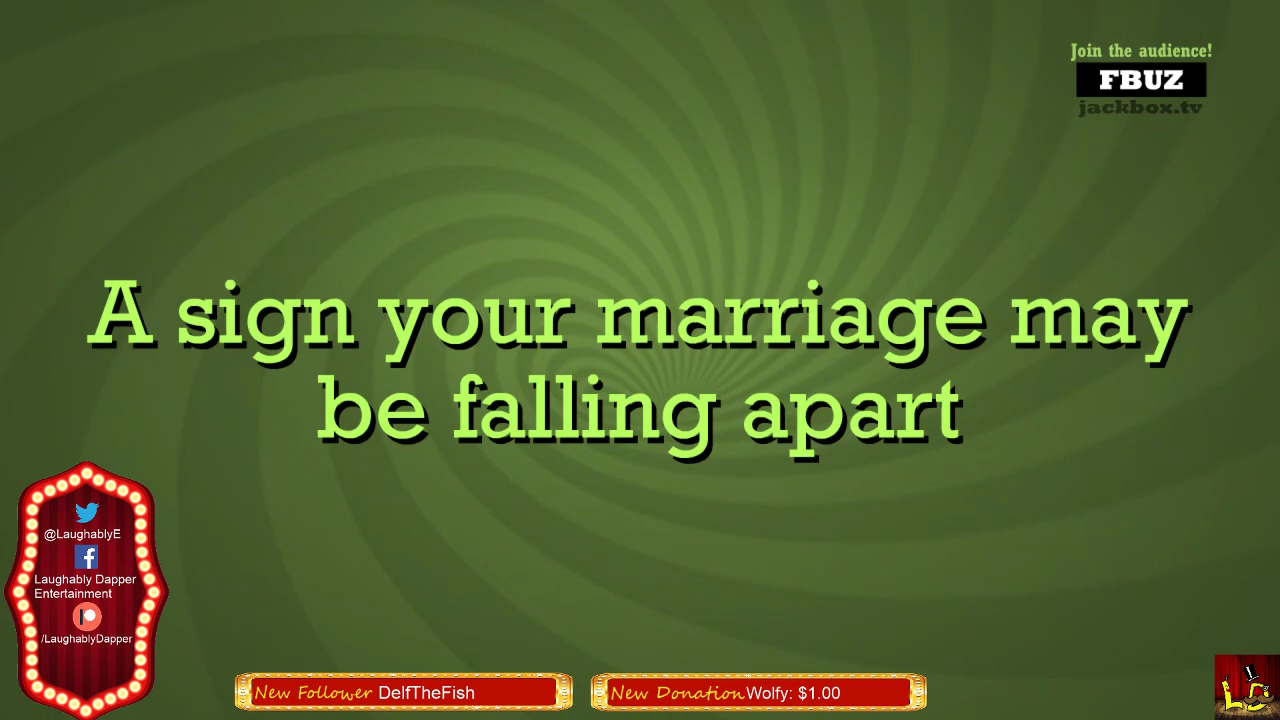 Join the audience!
FBUZ
jackbox.tv
A sign your marriage may
be falling apart
@LaughablyE
Laughably Dapper
Entertainment
/LaughablyDapper
New Follower DelfTheFish
New Donation Wolfy: $1.00
LD